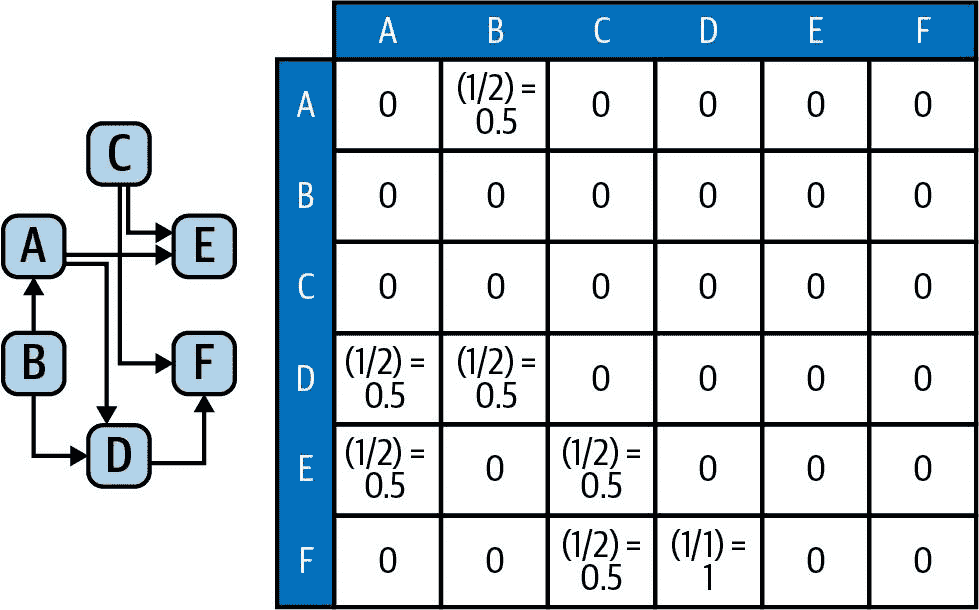 C
A
E
B
F
D
A B C D E F
A 0 (1/2) = 0.5 0 0 0 0
B 0 0 0 0 0 0
C 0 0 0 0 0 0
D (1/2) = 0.5 (1/2) = 0.5 0 0 0 0
E (1/2) = 0.5 0 (1/2) = 0.5 0 0 0
F 0 0 (1/2) = 0.5 (1/1) = 1 0 0